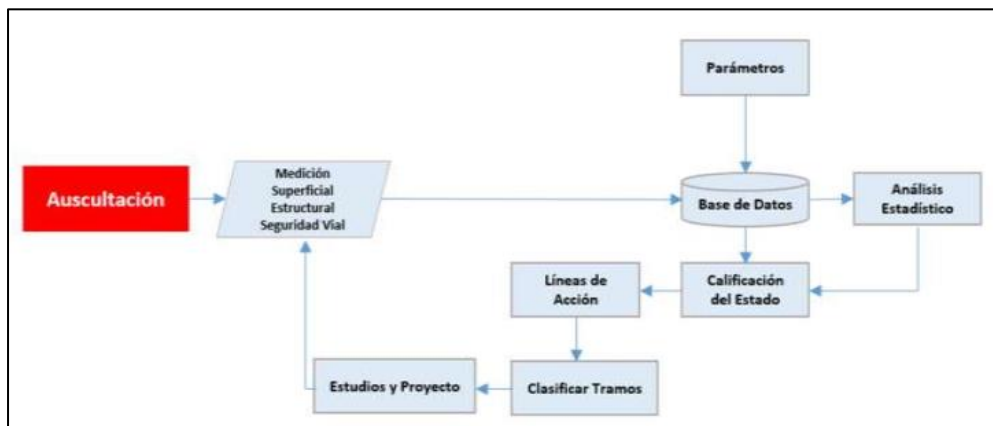 Parámetros
Auscultación
Medición
Superficial
Estructural
Seguridad Vial
Base de Datos
Análisis
Estadístico
Líneas de
Acción
Calificación
del Estado
Estudios y Proyecto
Clasificar Tramos